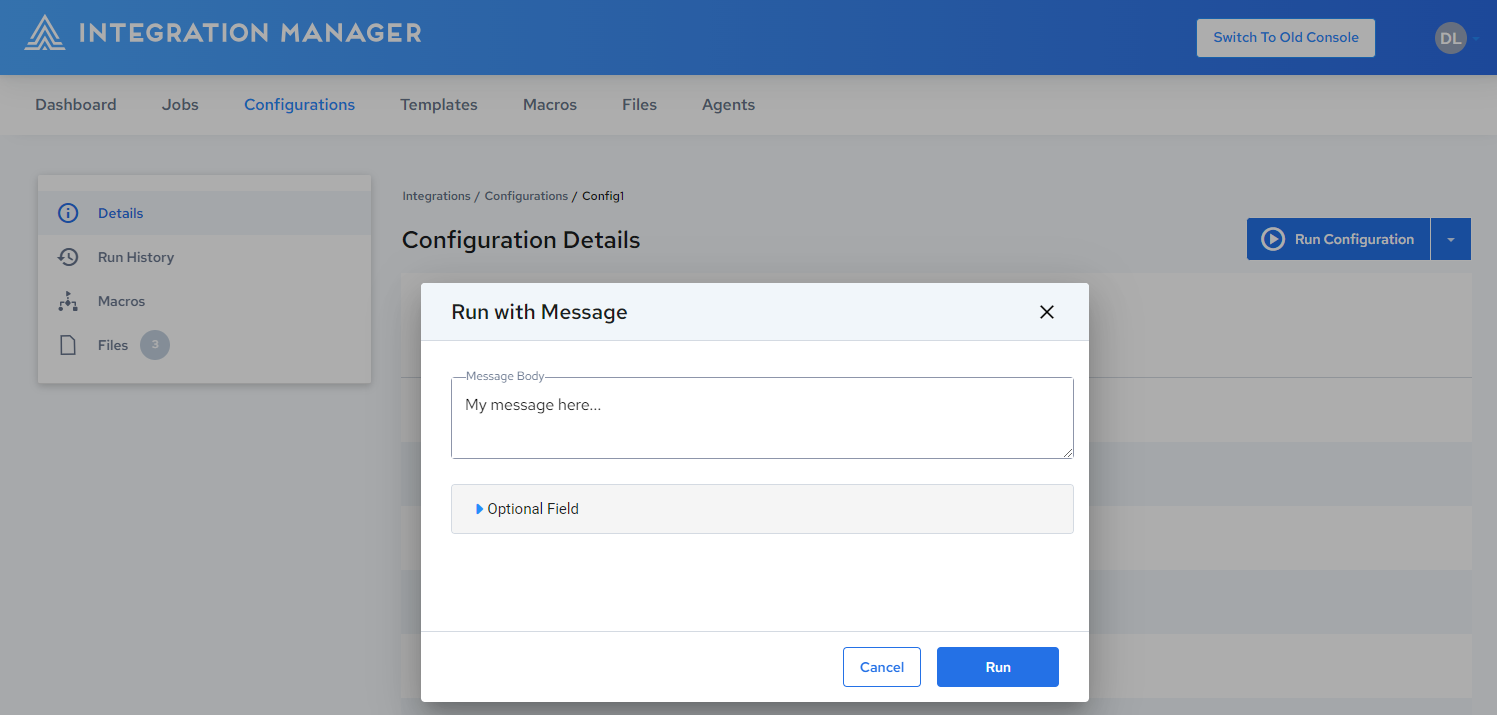 INTEGRATION MANAGER
Switch To Old Console
DL
Dashboard Jobs Configurations Templates Macros Files Agents
Details
Run History
Macros
Files 3
Integrations / Configurations / Config1
Configuration Details
Run Configuration
Run with Message
Message Body
My message here...
Optional Field
Cancel Run